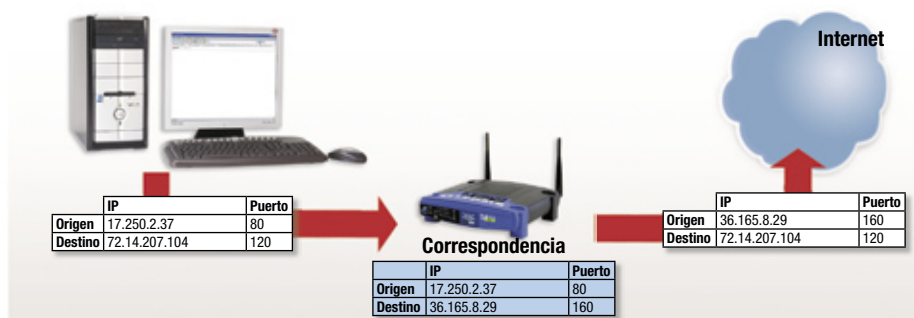 Internet
IP Puerto
Origen 17.250.2.37 80
Destino 72.14.207.104 120
IP Puerto
Origen 36.165.8.29 160
Destino 72.14.207.104 120
Correspondencia
IP Puerto
Origen 17.250.2.37 80
Destino 36.165.8.29 160